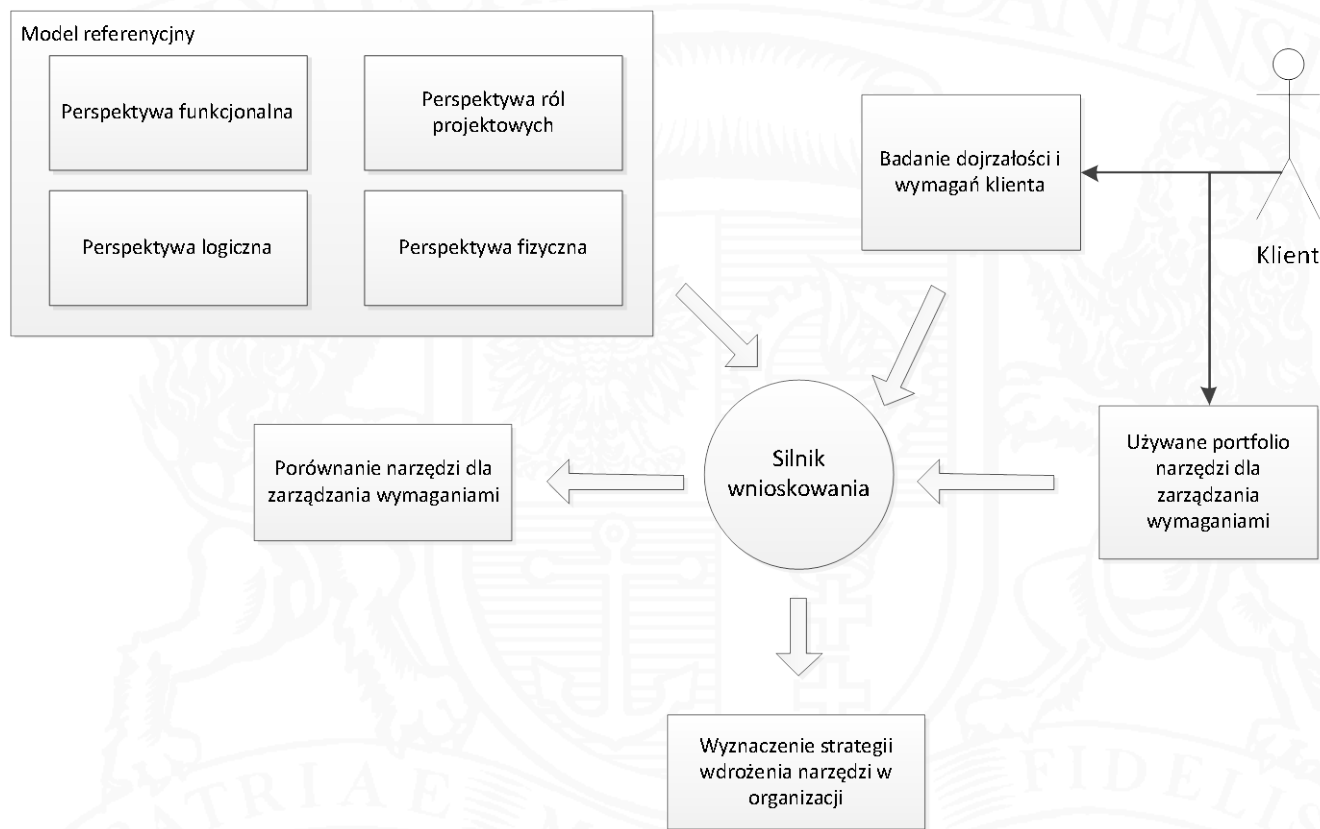 Model referenycjny
Perspektywa funkcjonalna
Perspektywa ról
projektowych
Perspektywa logiczna
Perspektywa fizyczna
Badanie dojrzałości i
wymagań klienta
Klient
Używane portfolio
narzędzi dla
zarządzania
wymaganiami
Silnik
wnioskowania
Porównanie narzędzi dla
zarządzania wymaganiami
Wyznaczenie strategii
wdrożenia narzędzi w
organizacji